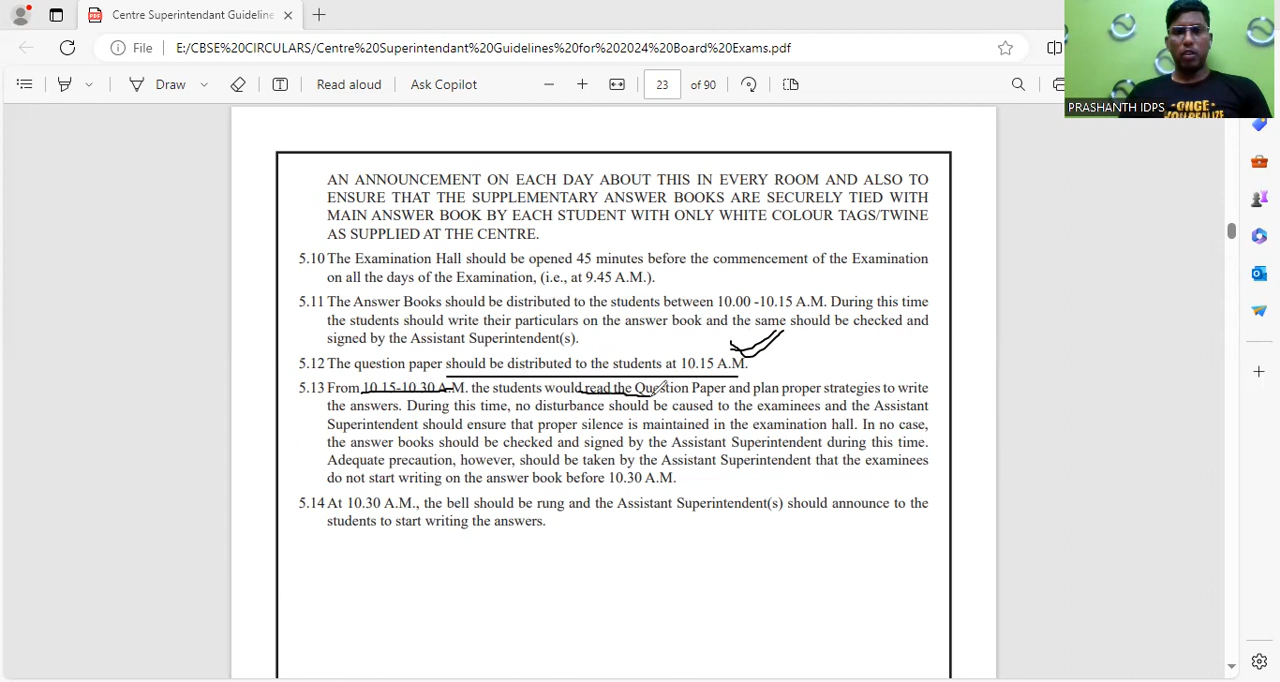 Centre Superintendant Guideline
File
E:/CBSE%20CIRCULARS/Centre%20Superintendant%20Guidelines%20for%202024%20Board%20Exams.pdf
Draw
Read aloud
Ask Copilot
23
of 90
PRASHANTH IDPS
AN ANNOUNCEMENT ON EACH DAY ABOUT THIS IN EVERY ROOM AND ALSO TO
ENSURE THAT THE SUPPLEMENTARY ANSWER BOOKS ARE SECURELY TIED WITH
MAIN ANSWER BOOK BY EACH STUDENT WITH ONLY WHITE COLOUR TAGS/TWINE
AS SUPPLIED AT THE CENTRE.
5.10 The Examination Hall should be opened 45 minutes before the commencement of the Examination
on all the days of the Examination, (i.e., at 9.45 A.M.).
5.11 The Answer Books should be distributed to the students between 10.00 -10.15 A.M. During this time
the students should write their particulars on the answer book and the same should be checked and
signed by the Assistant Superintendent(s).
5.12 The question paper should be distributed to the students at 10.15 A.M.
5.13 From 10.15-10.30 A.M. the students would read the Question Paper and plan proper strategies to write
the answers. During this time, no disturbance should be caused to the examinees and the Assistant
Superintendent should ensure that proper silence is maintained in the examination hall. In no case,
the answer books should be checked and signed by the Assistant Superintendent during this time.
Adequate precaution, however, should be taken by the Assistant Superintendent that the examinees
do not start writing on the answer book before 10.30 A.M.
5.14 At 10.30 A.M., the bell should be rung and the Assistant Superintendent(s) should announce to the
students to start writing the answers.